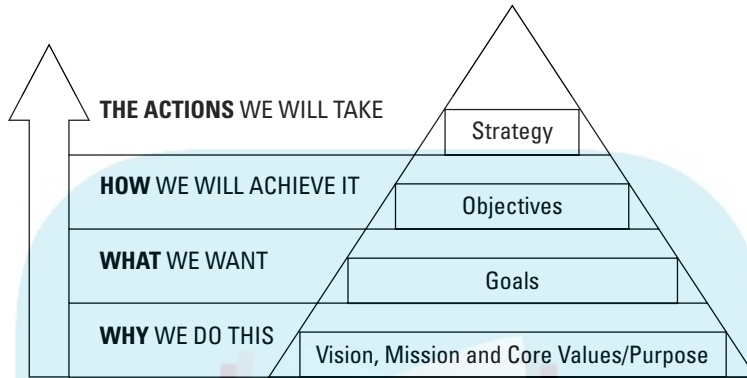 THE ACTIONS WE WILL TAKE
Strategy
HOW WE WILL ACHIEVE IT
Objectives
WHAT WE WANT
Goals
WHY WE DO THIS
Vision, Mission and Core Values/Purpose